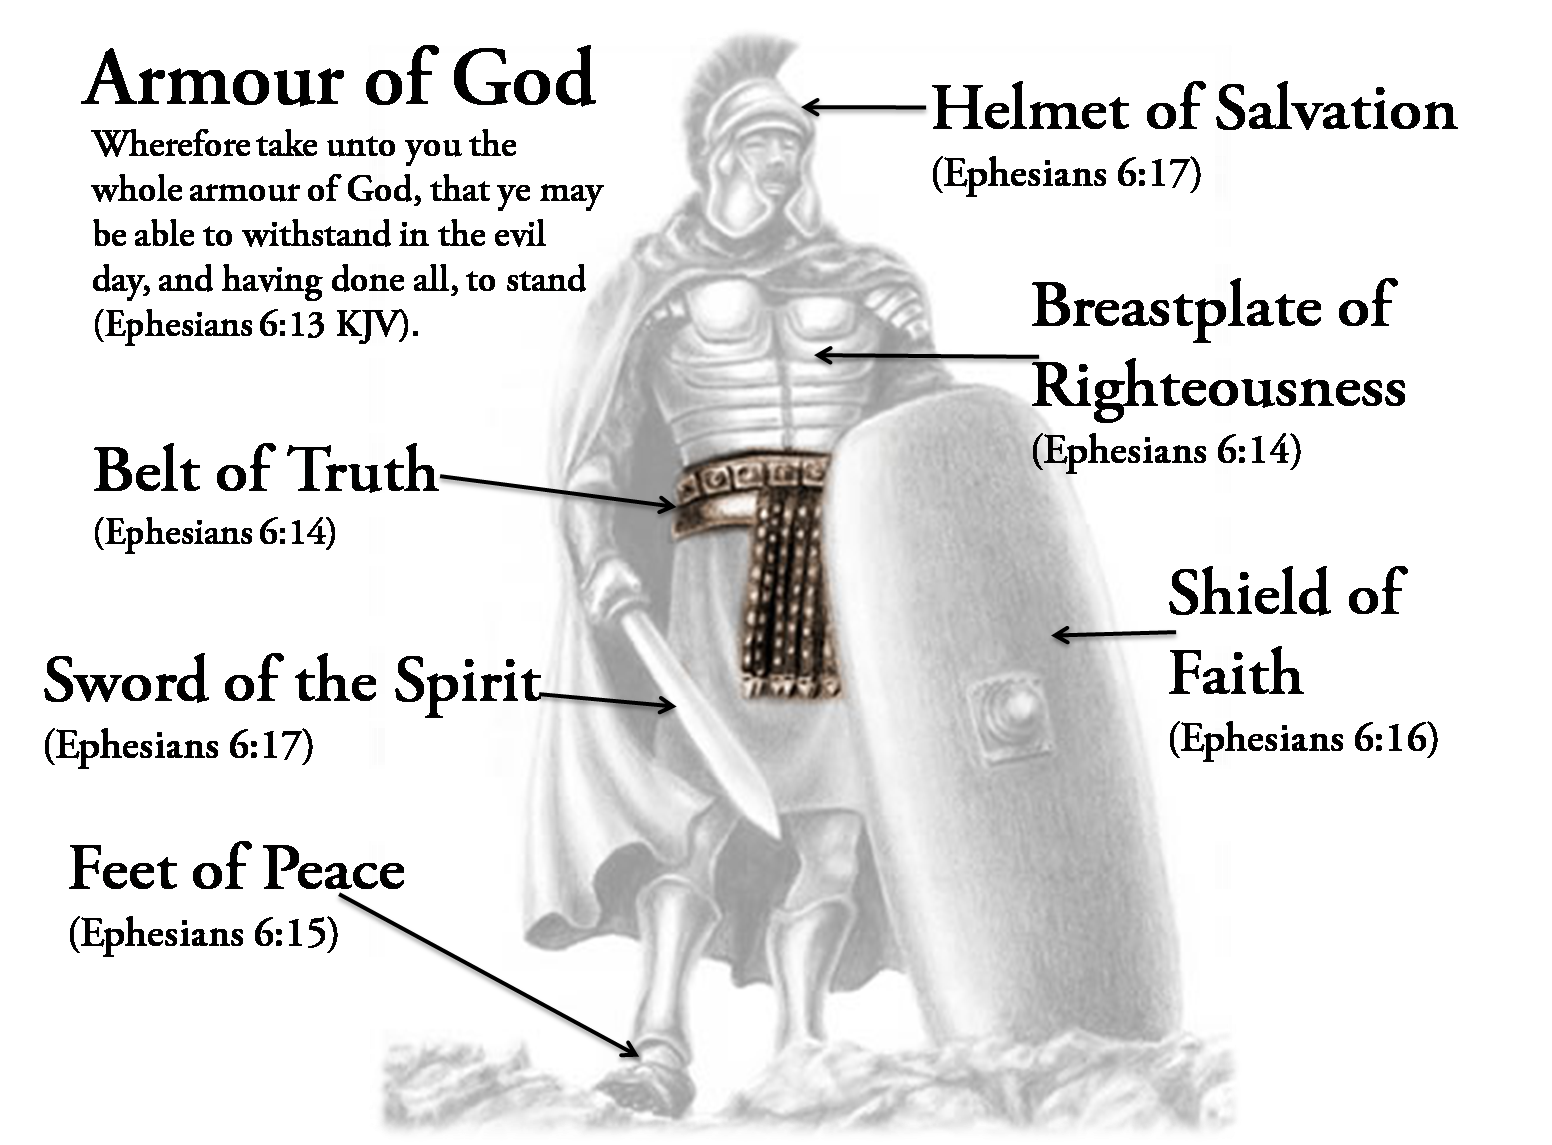 Armour of God
Wherefore take unto you the
whole armour of God, that ye may
be able to withstand in the evil
day, and having done all, to stand
(Ephesians 6:13 KJV).
Helmet of Salvation
(Ephesians 6:17)
Breastplate of
Righteousness
(Ephesians 6:14)
Belt of Truth
(Ephesians 6:14)
Shield of
Faith
(Ephesians 6:16)
Sword of the Spirit
(Ephesians 6:17)
Feet of Peace
(Ephesians 6:15)